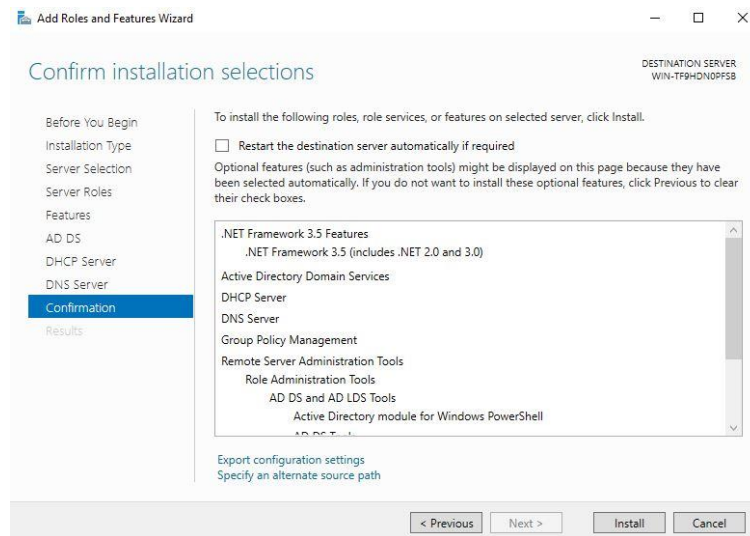 Add Roles and Features Wizard
Confirm installation selections
DESTINATION SERVER
WIN-TF9HDN0PFSB
Before You Begin
Installation Type
Server Selection
Server Roles
Features
AD DS
DHCP Server
DNS Server
Confirmation
Results
To install the following roles, role services, or features on selected server, click Install.
Restart the destination server automatically if required
Optional features (such as administration tools) might be displayed on this page because they have
been selected automatically. If you do not want to install these optional features, click Previous to clear
their check boxes.
.NET Framework 3.5 Features
.NET Framework 3.5 (includes .NET 2.0 and 3.0)
Active Directory Domain Services
DHCP Server
DNS Server
Group Policy Management
Remote Server Administration Tools
Role Administration Tools
AD DS and AD LDS Tools
Active Directory module for Windows PowerShell
AD DS Tools
Export configuration settings
Specify an alternate source path
< Previous
Next >
Install
Cancel